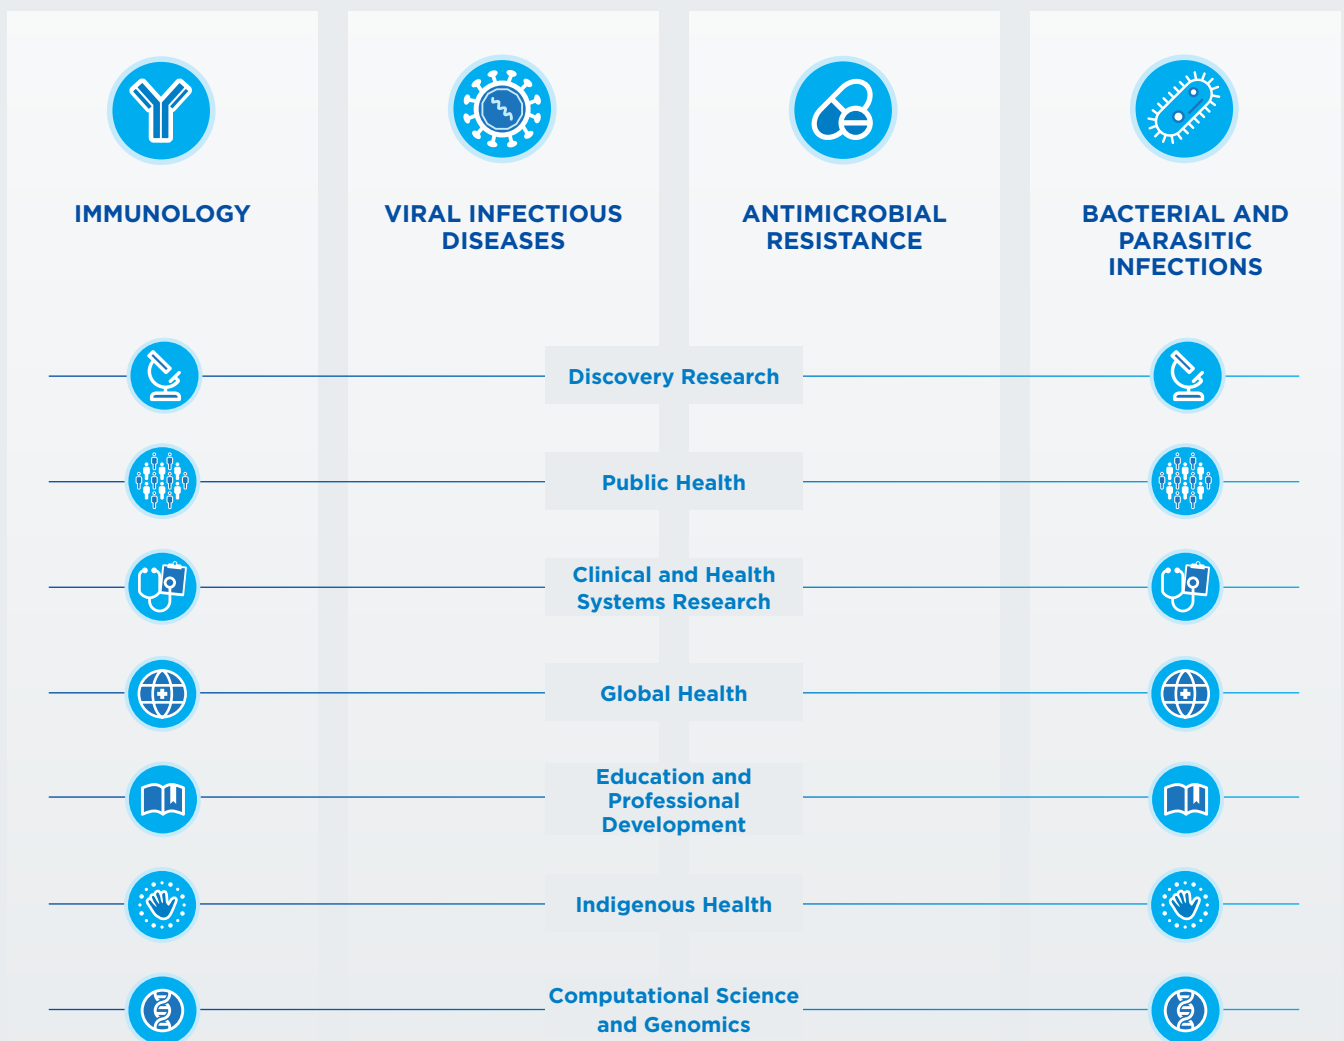 IMMUNOLOGY
VIRAL INFECTIOUS
DISEASES
ANTIMICROBIAL
RESISTANCE
BACTERIAL AND
PARASITIC
INFECTIONS
Discovery Research
Public Health
Clinical and Health
Systems Research
Global Health
Education and
Professional
Development
Indigenous Health
Computational Science
and Genomics